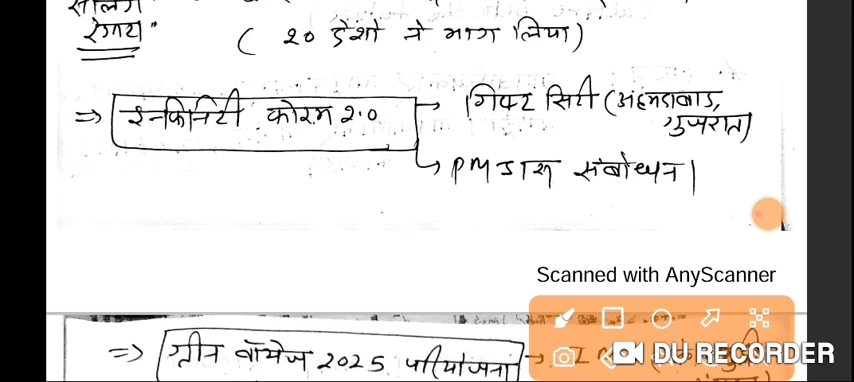 सेलिंग
रेगाटा"
( 20 देशो ने भाग लिया)
⇒ इनफिनिटी फोरम 2.0 → गिफ्ट सिटी (अहमदाबाद,
गुजरात)
↳ PM द्वारा संबोधन।
Scanned with AnyScanner
⇒ ग्रीन वॉयेज 2025 परियोजना →
DU RECORDER